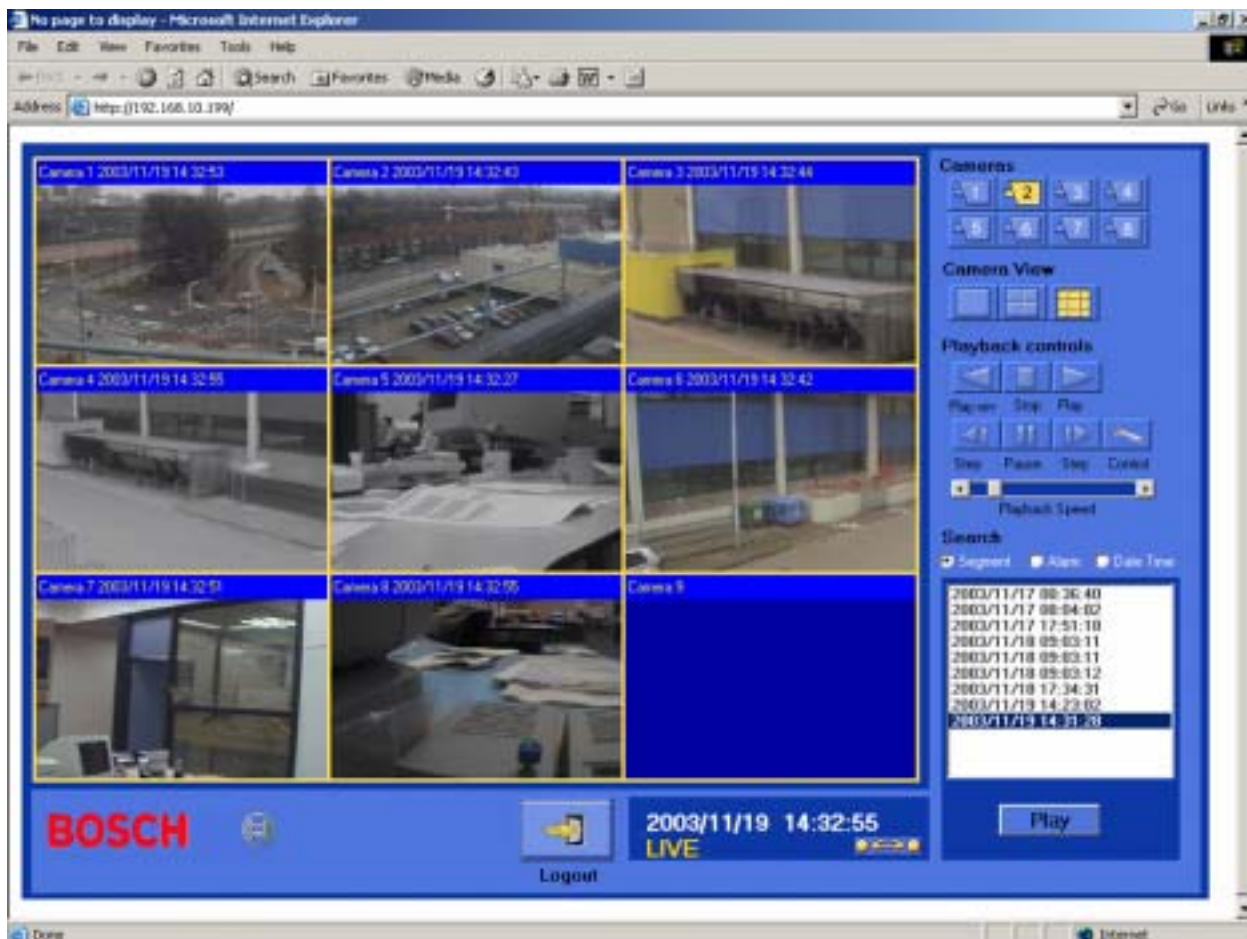 No page to display - Microsoft Internet Explorer
File Edit View Favorites Tools Help
Search Favorites Media
Address http://192.168.10.199/ Go Links
Camera 1 2003/11/19 14:32:53
Camera 2 2003/11/19 14:32:43
Camera 3 2003/11/19 14:32:44
Camera 4 2003/11/19 14:32:55
Camera 5 2003/11/19 14:32:27
Camera 6 2003/11/19 14:32:42
Camera 7 2003/11/19 14:32:51
Camera 8 2003/11/19 14:32:55
Camera 9
Cameras
1 2 3 4
5 6 7 8
Camera View
Playback controls
Play rev Stop Play
Step Pause Step Control
Playback Speed
Search
Segment Alarm Date Time
2003/11/17 08:36:40
2003/11/17 08:04:02
2003/11/17 17:51:18
2003/11/18 09:03:11
2003/11/18 09:03:11
2003/11/18 09:03:12
2003/11/18 17:34:31
2003/11/19 14:23:02
2003/11/19 14:31:28
Play
BOSCH
Logout
2003/11/19 14:32:55
LIVE
Done
Internet